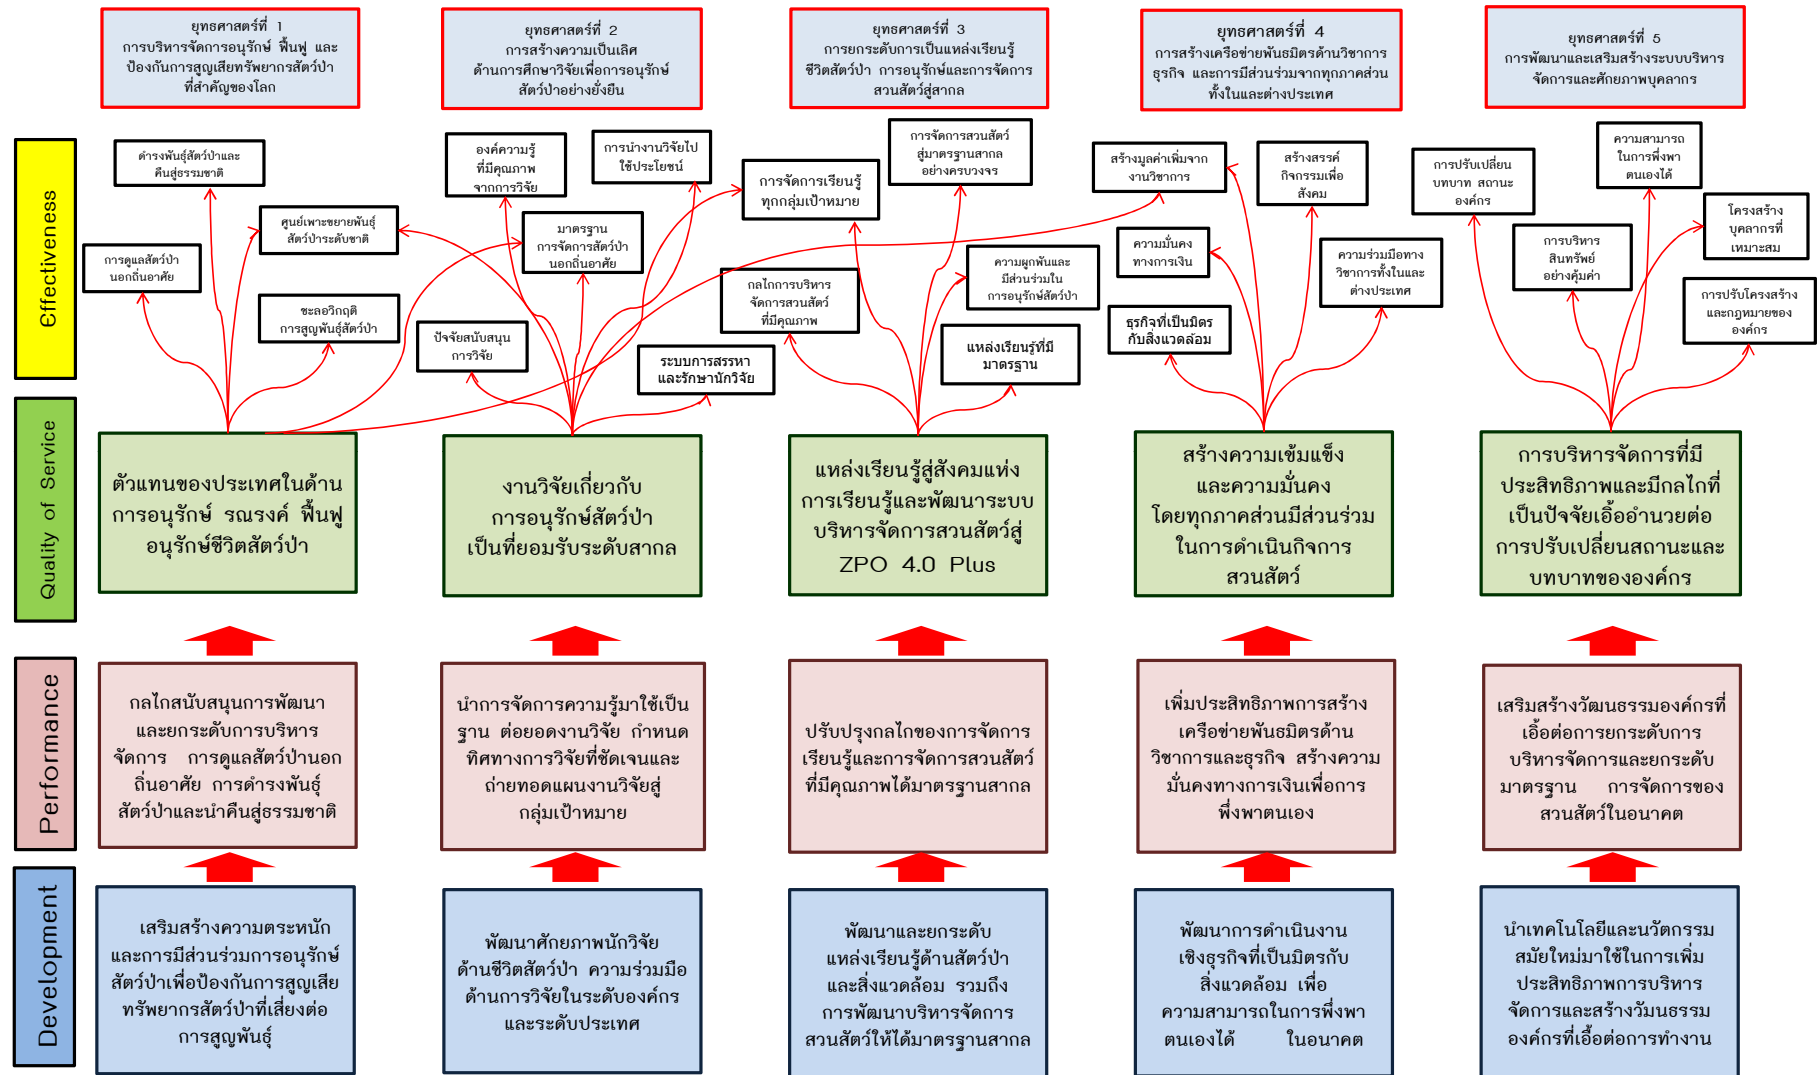 ยุทธศาสตร์ที่ 1
การบริหารจัดการอนุรักษ์ ฟื้นฟู และ
ป้องกันการสูญเสียทรัพยากรสัตว์ป่า
ที่สำคัญของโลก
ยุทธศาสตร์ที่ 2
การสร้างความเป็นเลิศ
ด้านการศึกษาวิจัยเพื่อการอนุรักษ์
สัตว์ป่าอย่างยั่งยืน
ยุทธศาสตร์ที่ 3
การยกระดับการเป็นแหล่งเรียนรู้
ชีวิตสัตว์ป่า การอนุรักษ์และการจัดการ
สวนสัตว์สู่สากล
ยุทธศาสตร์ที่ 4
การสร้างเครือข่ายพันธมิตรด้านวิชาการ
ธุรกิจ และการมีส่วนร่วมจากทุกภาคส่วน
ทั้งในและต่างประเทศ
ยุทธศาสตร์ที่ 5
การพัฒนาและเสริมสร้างระบบบริหาร
จัดการและศักยภาพบุคลากร
Effectiveness
ดำรงพันธุ์สัตว์ป่าและ
คืนสู่ธรรมชาติ
ศูนย์เพาะขยายพันธุ์
สัตว์ป่าระดับชาติ
การดูแลสัตว์ป่า
นอกถิ่นอาศัย
ชะลอวิกฤติ
การสูญพันธุ์สัตว์ป่า
องค์ความรู้
ที่มีคุณภาพ
จากการวิจัย
การนำงานวิจัยไป
ใช้ประโยชน์
มาตรฐาน
การจัดการสัตว์ป่า
นอกถิ่นอาศัย
ปัจจัยสนับสนุน
การวิจัย
ระบบการสรรหา
และรักษานักวิจัย
การจัดการเรียนรู้
ทุกกลุ่มเป้าหมาย
การจัดการสวนสัตว์
สู่มาตรฐานสากล
อย่างครบวงจร
กลไกการบริหาร
จัดการสวนสัตว์
ที่มีคุณภาพ
ความผูกพันและ
มีส่วนร่วมใน
การอนุรักษ์สัตว์ป่า
แหล่งเรียนรู้ที่มี
มาตรฐาน
สร้างมูลค่าเพิ่มจาก
งานวิชาการ
สร้างสรรค์
กิจกรรมเพื่อ
สังคม
ความมั่นคง
ทางการเงิน
ความร่วมมือทาง
วิชาการทั้งในและ
ต่างประเทศ
ธุรกิจที่เป็นมิตร
กับสิ่งแวดล้อม
การปรับเปลี่ยน
บทบาท สถานะ
องค์กร
ความสามารถ
ในการพึ่งพา
ตนเองได้
การบริหาร
สินทรัพย์
อย่างคุ้มค่า
โครงสร้าง
บุคลากรที่
เหมาะสม
การปรับโครงสร้าง
และกฎหมายของ
องค์กร
Quality of Service
ตัวแทนของประเทศในด้าน
การอนุรักษ์ รณรงค์ ฟื้นฟู
อนุรักษ์ชีวิตสัตว์ป่า
งานวิจัยเกี่ยวกับ
การอนุรักษ์สัตว์ป่า
เป็นที่ยอมรับระดับสากล
แหล่งเรียนรู้สู่สังคมแห่ง
การเรียนรู้และพัฒนาระบบ
บริหารจัดการสวนสัตว์สู่
ZPO 4.0 Plus
สร้างความเข้มแข็ง
และความมั่นคง
โดยทุกภาคส่วนมีส่วนร่วม
ในการดำเนินกิจการ
สวนสัตว์
การบริหารจัดการที่มี
ประสิทธิภาพและมีกลไกที่
เป็นปัจจัยเอื้ออำนวยต่อ
การปรับเปลี่ยนสถานะและ
บทบาทขององค์กร
Performance
กลไกสนับสนุนการพัฒนา
และยกระดับการบริหาร
จัดการ การดูแลสัตว์ป่านอก
ถิ่นอาศัย การดำรงพันธุ์
สัตว์ป่าและนำคืนสู่ธรรมชาติ
นำการจัดการความรู้มาใช้เป็น
ฐาน ต่อยอดงานวิจัย กำหนด
ทิศทางการวิจัยที่ชัดเจนและ
ถ่ายทอดแผนงานวิจัยสู่
กลุ่มเป้าหมาย
ปรับปรุงกลไกของการจัดการ
เรียนรู้และการจัดการสวนสัตว์
ที่มีคุณภาพได้มาตรฐานสากล
เพิ่มประสิทธิภาพการสร้าง
เครือข่ายพันธมิตรด้าน
วิชาการและธุรกิจ สร้างความ
มั่นคงทางการเงินเพื่อการ
พึ่งพาตนเอง
เสริมสร้างวัฒนธรรมองค์กรที่
เอื้อต่อการยกระดับการ
บริหารจัดการและยกระดับ
มาตรฐาน การจัดการของ
สวนสัตว์ในอนาคต
Development
เสริมสร้างความตระหนัก
และการมีส่วนร่วมการอนุรักษ์
สัตว์ป่าเพื่อป้องกันการสูญเสีย
ทรัพยากรสัตว์ป่าที่เสี่ยงต่อ
การสูญพันธุ์
พัฒนาศักยภาพนักวิจัย
ด้านชีวิตสัตว์ป่า ความร่วมมือ
ด้านการวิจัยในระดับองค์กร
และระดับประเทศ
พัฒนาและยกระดับ
แหล่งเรียนรู้ด้านสัตว์ป่า
และสิ่งแวดล้อม รวมถึง
การพัฒนาบริหารจัดการ
สวนสัตว์ให้ได้มาตรฐานสากล
พัฒนาการดำเนินงาน
เชิงธุรกิจที่เป็นมิตรกับ
สิ่งแวดล้อม เพื่อ
ความสามารถในการพึ่งพา
ตนเองได้ ในอนาคต
นำเทคโนโลยีและนวัตกรรม
สมัยใหม่มาใช้ในการเพิ่ม
ประสิทธิภาพการบริหาร
จัดการและสร้างวัมนธรรม
องค์กรที่เอื้อต่อการทำงาน